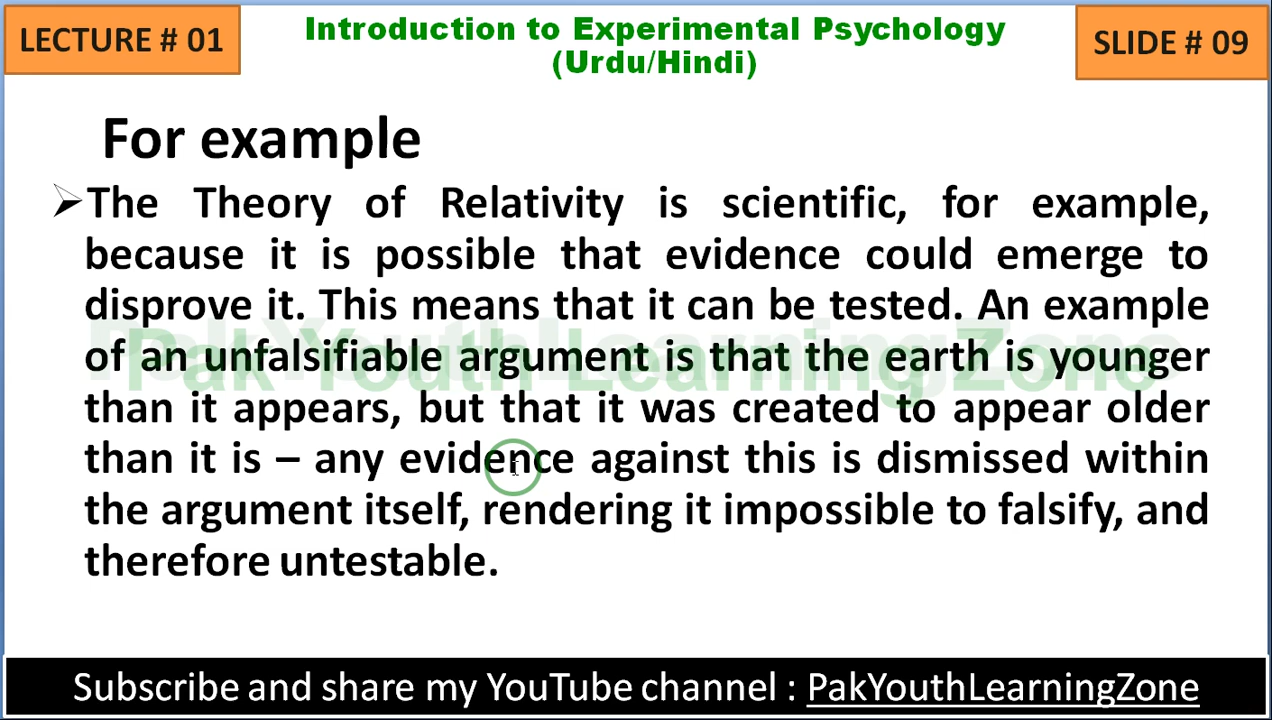 LECTURE # 01
Introduction to Experimental Psychology
(Urdu/Hindi)
SLIDE # 09
For example
➢The Theory of Relativity is scientific, for example,
because it is possible that evidence could emerge to
disprove it. This means that it can be tested. An example
of an unfalsifiable argument is that the earth is younger
than it appears, but that it was created to appear older
than it is – any evidence against this is dismissed within
the argument itself, rendering it impossible to falsify, and
therefore untestable.
Pak Youth Learning Zone
Subscribe and share my YouTube channel : PakYouthLearningZone